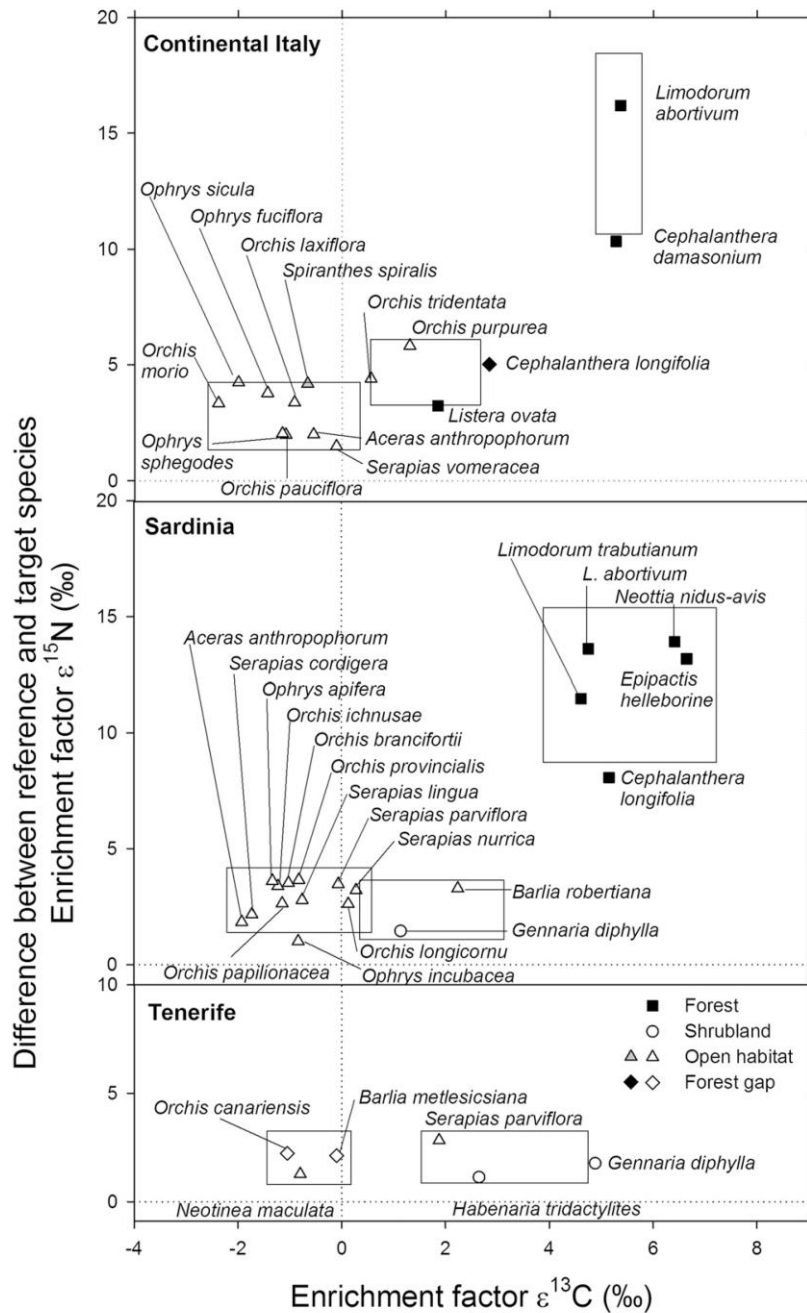 Difference between reference and target species
Enrichment factor ε¹⁵N (‰)
20
15
10
5
0
Continental Italy
Limodorum
abortivum
Cephalanthera
damasonium
Ophrys sicula
Ophrys fuciflora
Orchis laxiflora
Spiranthes spiralis
Orchis tridentata
Orchis purpurea
Orchis
morio
Cephalanthera longifolia
Listera ovata
Ophrys
sphegodes
Aceras anthropophorum
Serapias vomeracea
Orchis pauciflora
20
15
10
5
0
Sardinia
Limodorum trabutianum
L. abortivum
Neottia nidus-avis
Aceras anthropophorum
Serapias cordigera
Ophrys apifera
Orchis ichnusae
Orchis brancifortii
Orchis provincialis
Serapias lingua
Serapias parviflora
Serapias nurrica
Epipactis
helleborine
Cephalanthera
longifolia
Barlia robertiana
Gennaria diphylla
Orchis longicornu
Orchis papilionacea
Ophrys incubacea
10
5
0
Tenerife
Forest
Shrubland
Open habitat
Forest gap
Orchis canariensis
Barlia metlesicsiana
Serapias parviflora
Gennaria diphylla
Neotinea maculata
Habenaria tridactylites
-4 -2 0 2 4 6 8
Enrichment factor ε¹³C (‰)